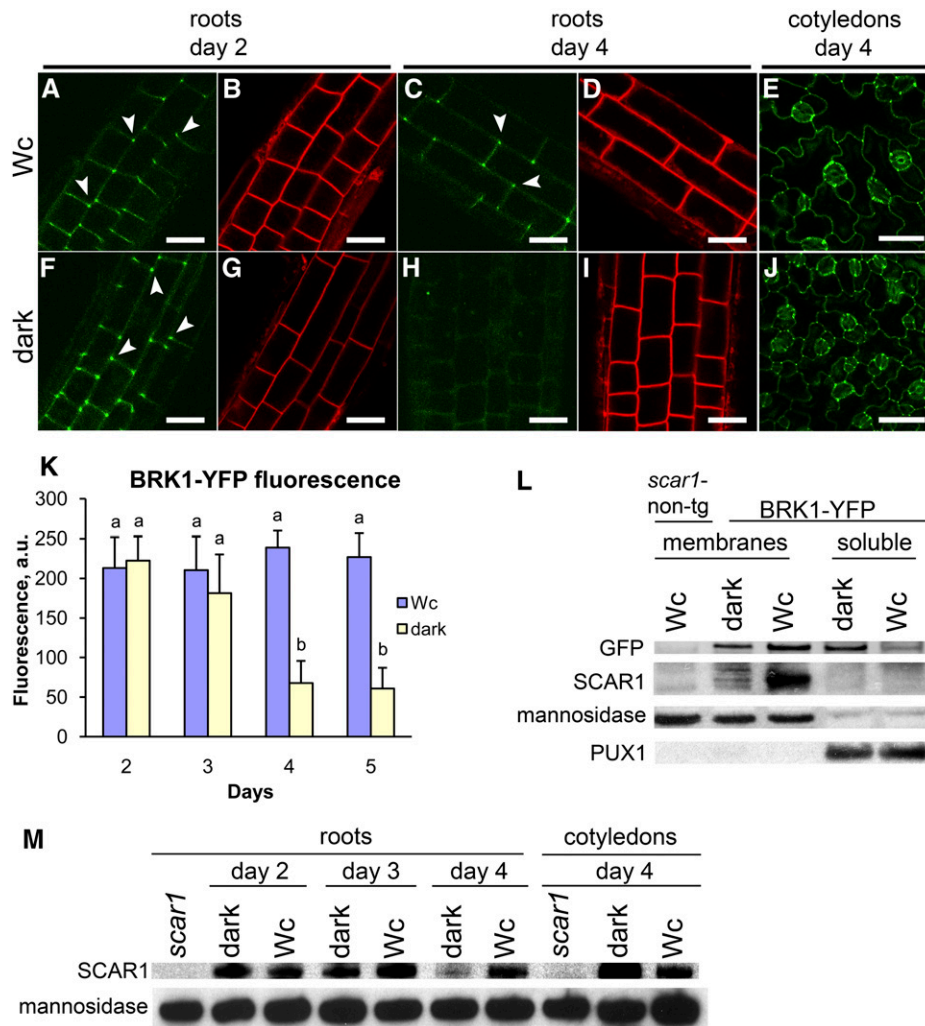 roots roots cotyledons
day 2 day 4 day 4
Wc
A B C D E
dark
F G H I J
K
BRK1-YFP fluorescence
Fluorescence, a.u.
300
250
200
150
100
50
0
a a a a a b a b
Wc
dark
2 3 4 5
Days
L
scar1-
non-tg BRK1-YFP
membranes soluble
Wc dark Wc dark Wc
GFP
SCAR1
mannosidase
PUX1
M
roots cotyledons
day 2 day 3 day 4 day 4
scar1 dark Wc dark Wc dark Wc scar1 dark Wc
SCAR1
mannosidase